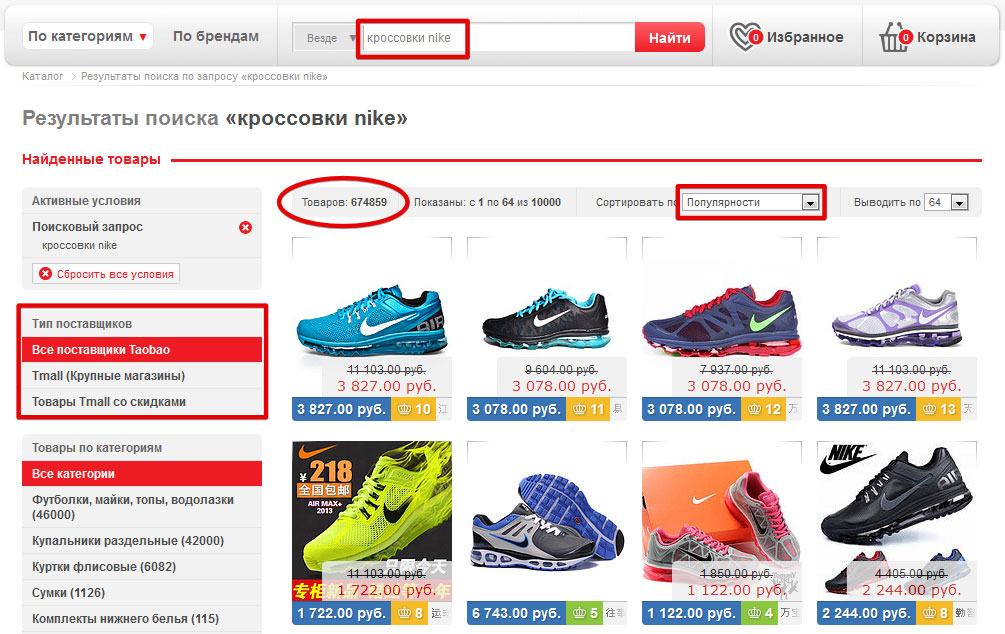 По категориям ▼ По брендам Везде ▼ кроссовки nike Найти 0 Избранное 0 Корзина
Каталог > Результаты поиска по запросу «кроссовки nike»
Результаты поиска «кроссовки nike»
Найденные товары
Активные условия
Поисковый запрос
кроссовки nike
Сбросить все условия
Тип поставщиков
Все поставщики Taobao
Tmall (Крупные магазины)
Товары Tmall со скидками
Товары по категориям
Все категории
Футболки, майки, топы, водолазки
(46000)
Купальники раздельные (42000)
Куртки флисовые (6082)
Сумки (1126)
Комплекты нижнего белья (115)
Товаров: 674859 Показаны: с 1 по 64 из 10000 Сортировать по Популярности Выводить по 64
11 103.00 руб.
3 827.00 руб.
3 827.00 руб. 10 江
9 604.00 руб.
3 078.00 руб.
3 078.00 руб. 11 易
7 937.00 руб.
3 078.00 руб.
3 078.00 руб. 12 万
11 103.00 руб.
3 827.00 руб.
3 827.00 руб. 13 天
¥218
全国包邮
AIR MAX+
2013
11 103.00 руб.
1 722.00 руб.
1 722.00 руб. 8 运
6 743.00 руб. 5 往
1 850.00 руб.
1 122.00 руб.
1 122.00 руб. 4 万
NIKE
4 405.00 руб.
2 244.00 руб.
2 244.00 руб. 8 勤